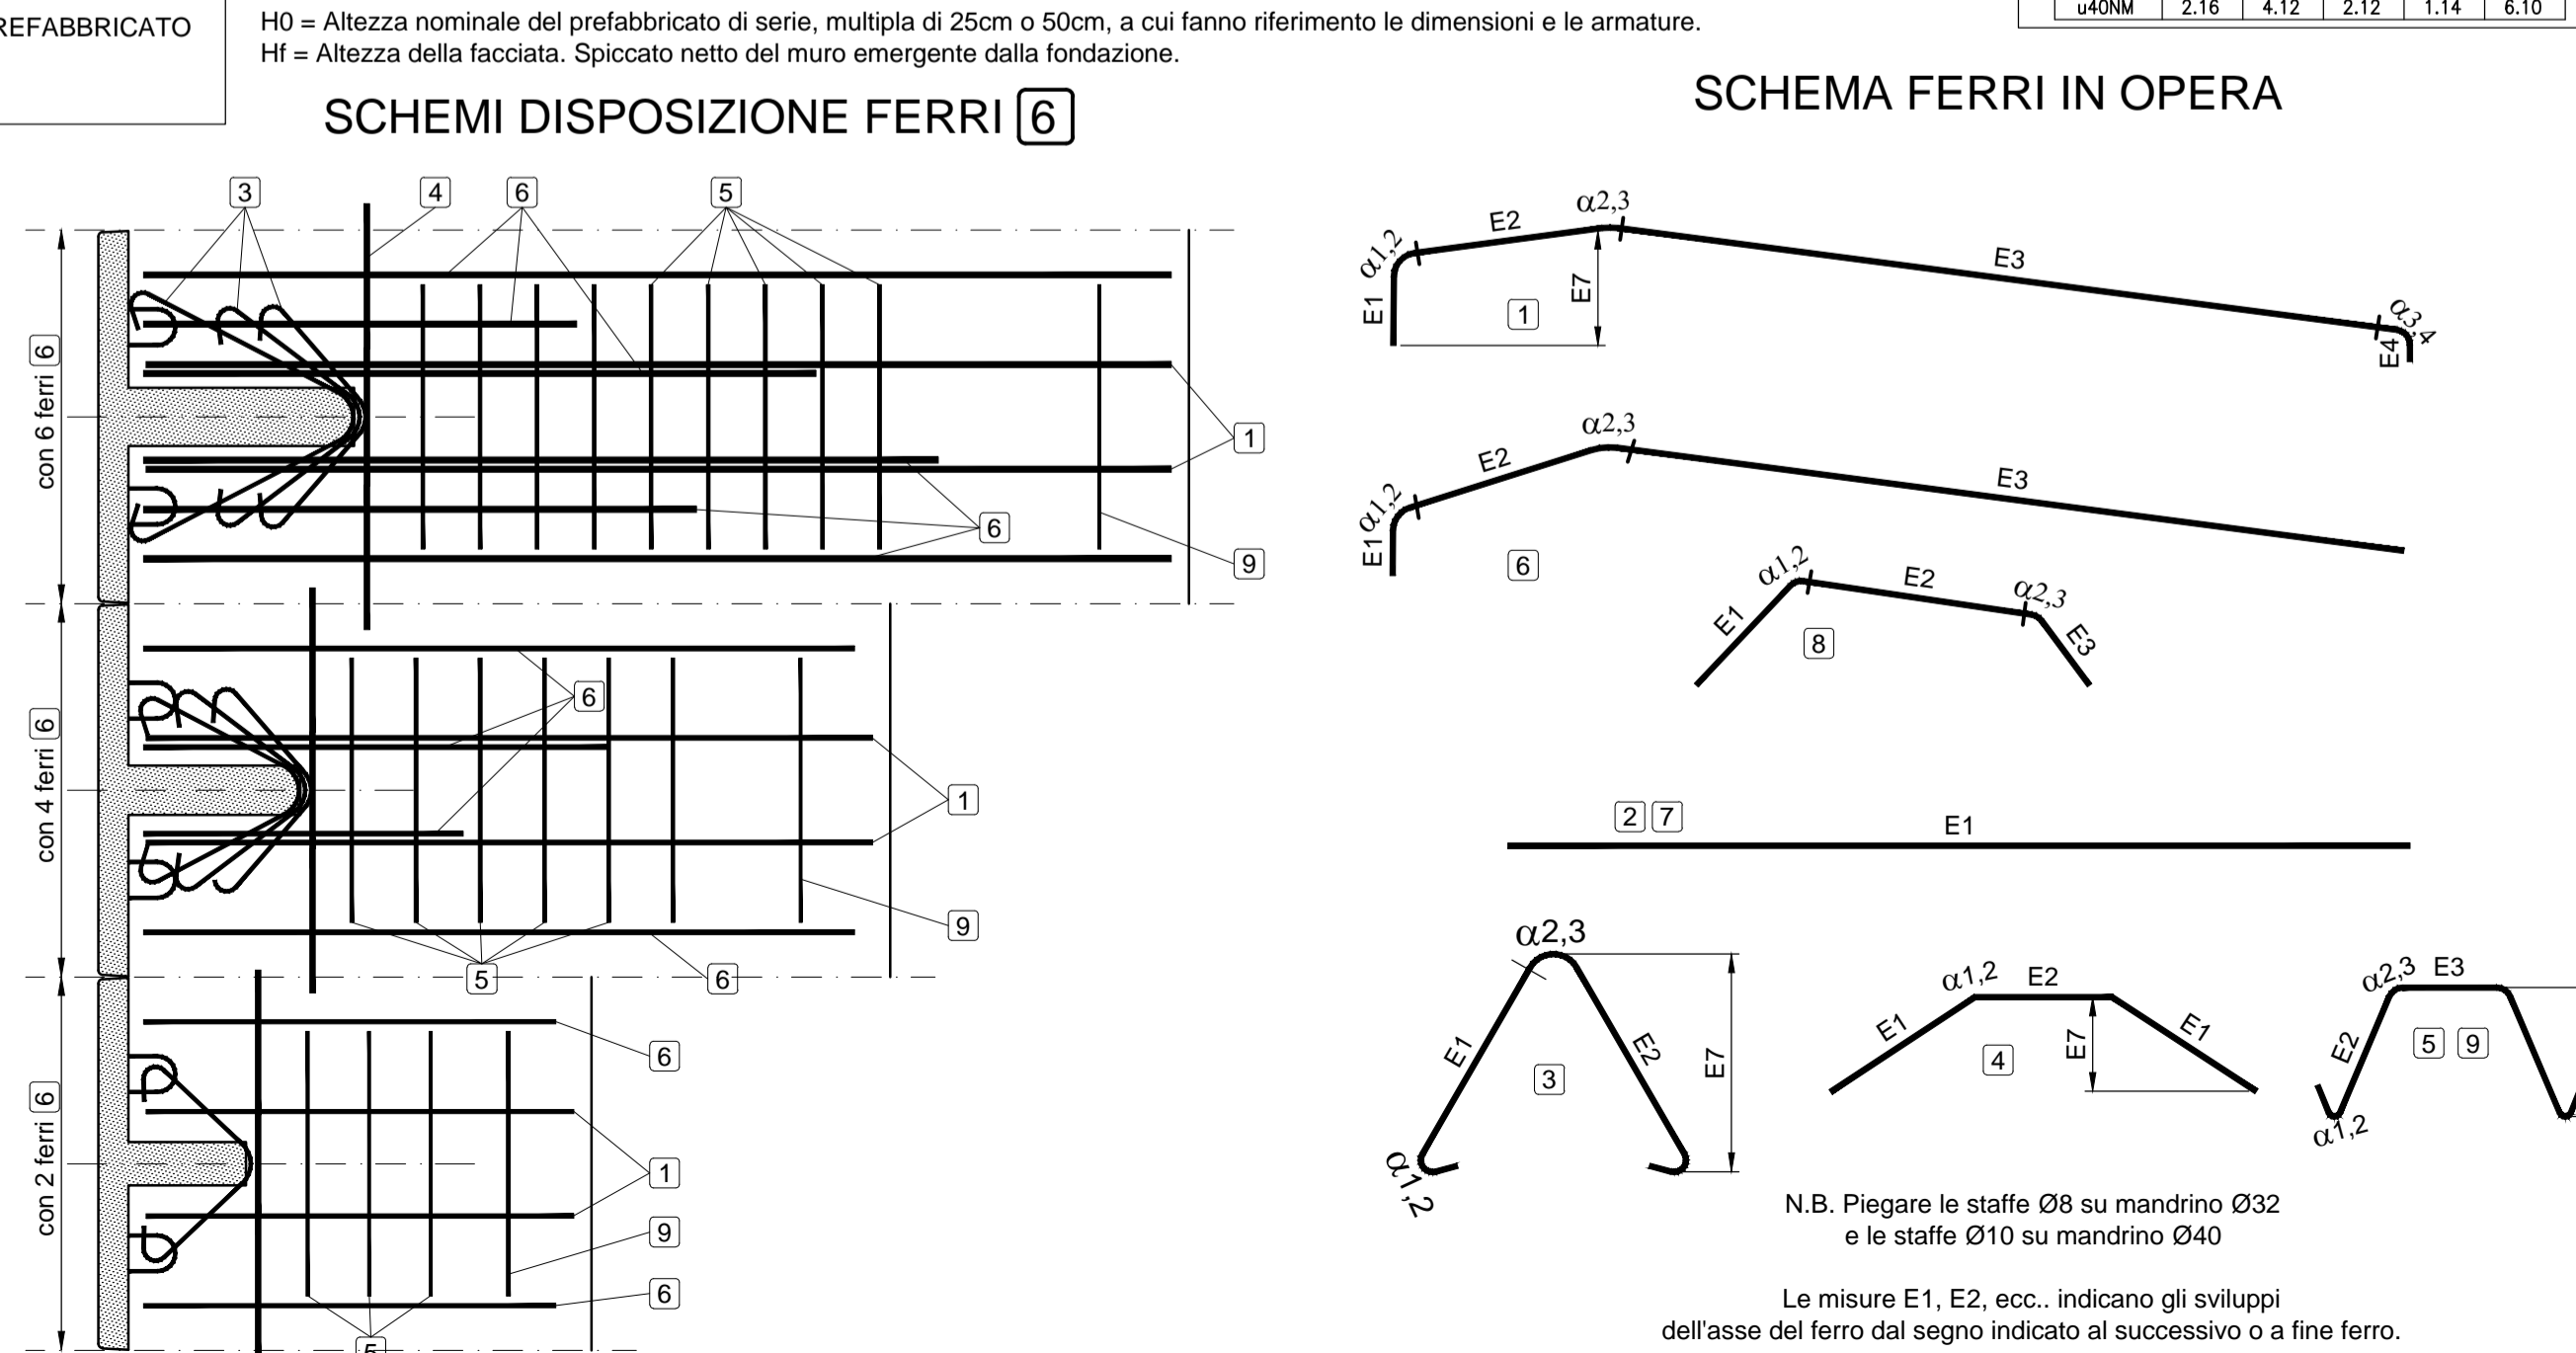 REFABBRICATO
H0 = Altezza nominale del prefabbricato di serie, multipla di 25cm o 50cm, a cui fanno riferimento le dimensioni e le armature.
Hf = Altezza della facciata. Spiccato netto del muro emergente dalla fondazione.
u40NM 2.16 4.12 2.12 1.14 6.10
SCHEMI DISPOSIZIONE FERRI 6
3 4 6 5
con 6 ferri 6
1
6
9
con 4 ferri 6
6
1
9
5 6
con 2 ferri 6
6
1
9
6
5
SCHEMA FERRI IN OPERA
α1,2 E2 α2,3 E3 α3,4
E1 1 E7 E4
α1,2 E2 α2,3 E3
E1 6
α1,2 E2 α2,3
E1 8 E3
2 7 E1
α2,3
E1 E2 E7
3
α1,2
α1,2 E2
E1 E7 E1
4
α2,3 E3
E2 5 9
α1,2
N.B. Piegare le staffe Ø8 su mandrino Ø32
e le staffe Ø10 su mandrino Ø40
Le misure E1, E2, ecc.. indicano gli sviluppi
dell'asse del ferro dal segno indicato al successivo o a fine ferro.